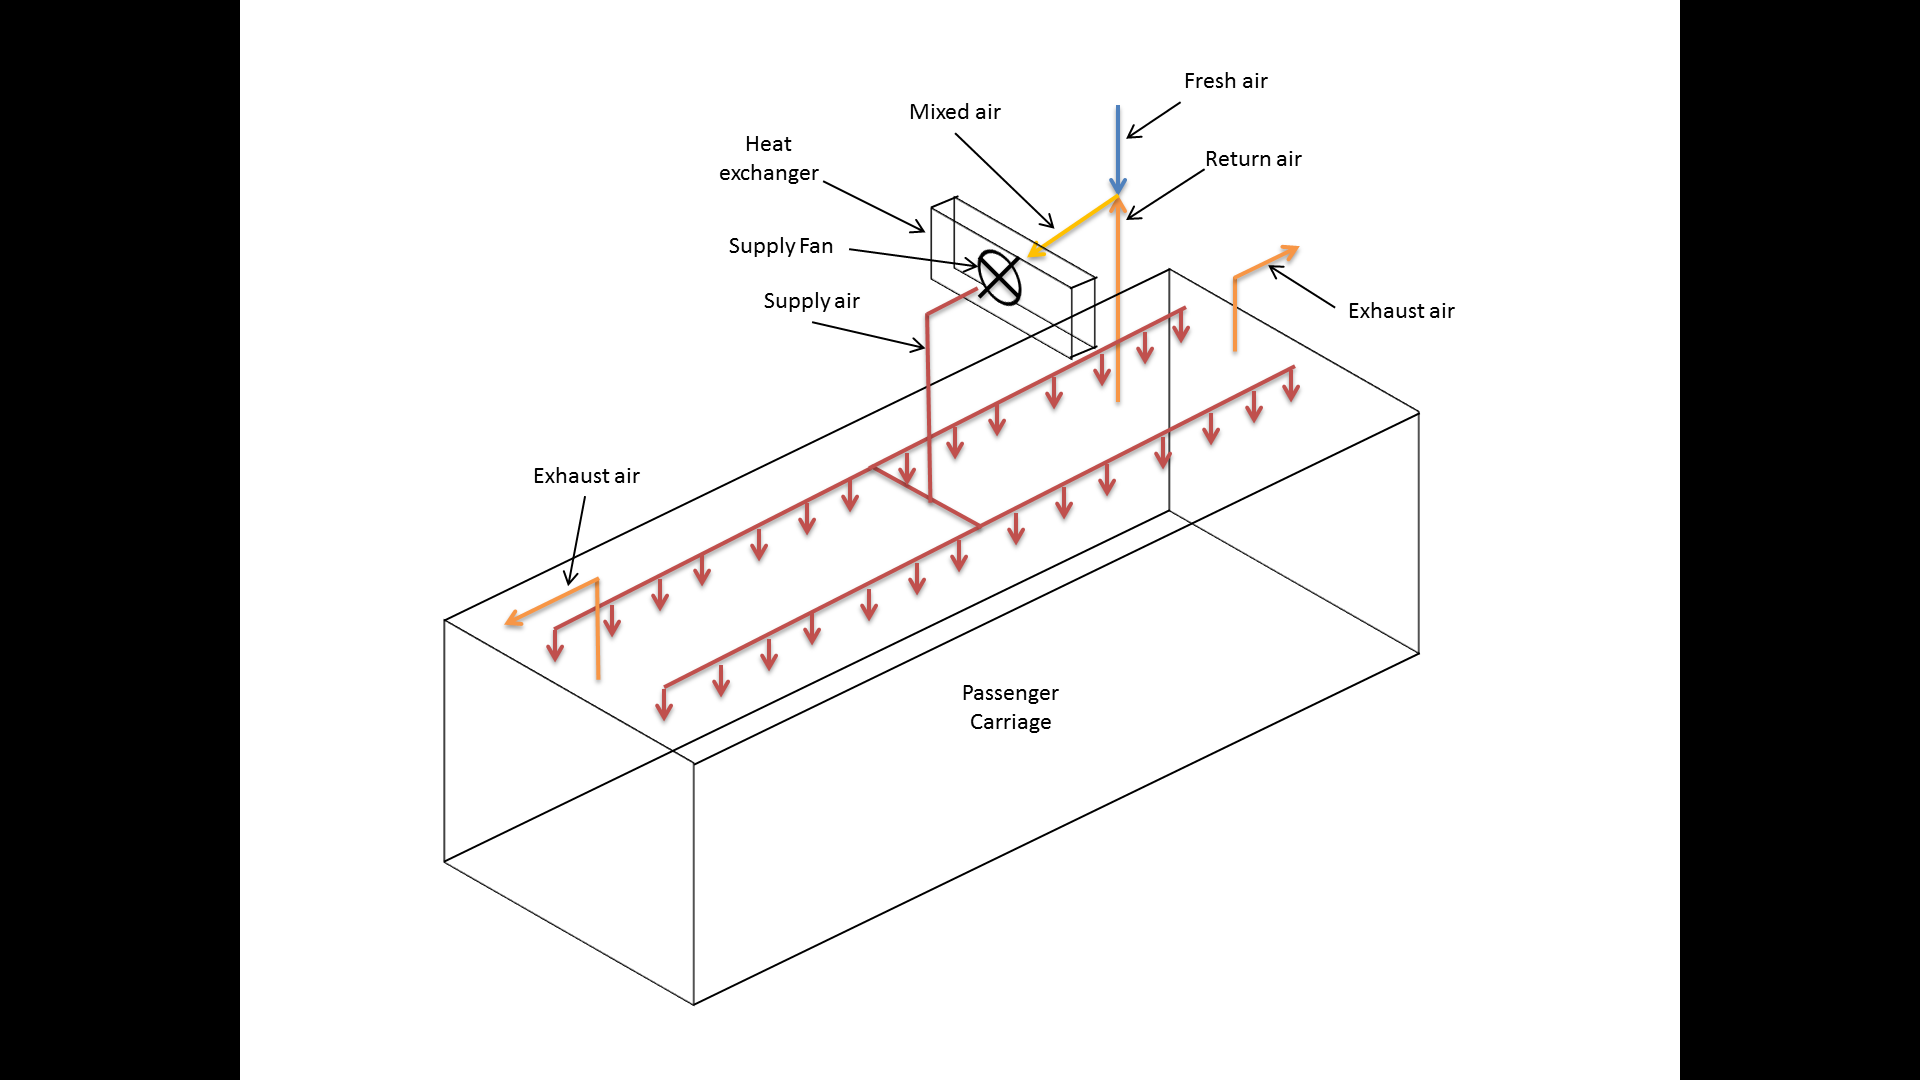 Fresh air
Mixed air
Heat
exchanger
Return air
Supply Fan
Supply air
Exhaust air
Exhaust air
Passenger
Carriage